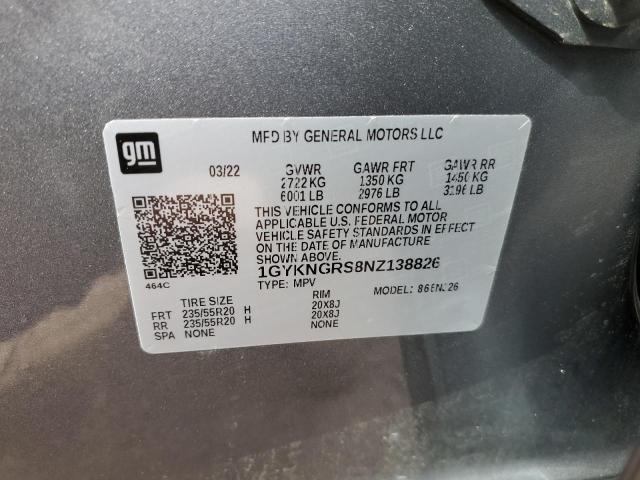 gm
MFD BY GENERAL MOTORS LLC
03/22 GVWR GAWR FRT GAWR RR
2722 KG 1350 KG 1450 KG
6001 LB 2976 LB 3196 LB
THIS VEHICLE CONFORMS TO ALL
APPLICABLE U.S. FEDERAL MOTOR
VEHICLE SAFETY STANDARDS IN EFFECT
ON THE DATE OF MANUFACTURE
SHOWN ABOVE.
1GYKNGRS8NZ138826
464C TYPE: MPV MODEL: 6NJ26
TIRE SIZE RIM
FRT 235/55R20 H 20X8J
RR 235/55R20 H 20X8J
SPA NONE NONE